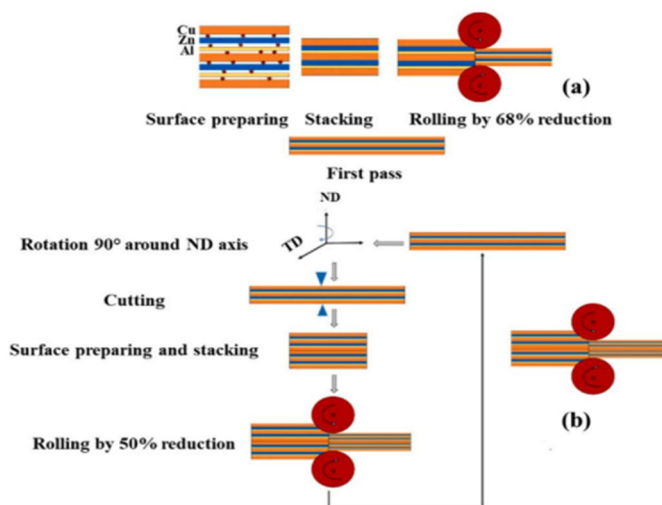 Cu
Zn
Al
(a)
Surface preparing Stacking Rolling by 68% reduction
First pass
ND
Rotation 90° around ND axis
TD
Cutting
Surface preparing and stacking
Rolling by 50% reduction
(b)